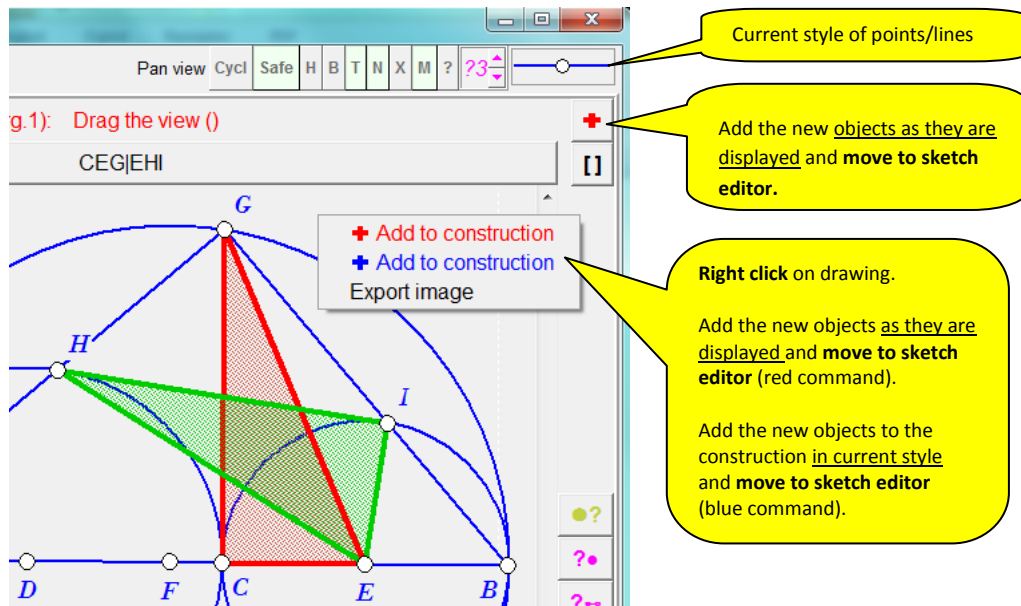 Pan view Cycl Safe H B T N X M ? ?3
rg.1): Drag the view ()
CEG|EHI
[ ]
G
Add to construction
Add to construction
Export image
H
I
?
?
?
D F C E B
Current style of points/lines
Add the new objects as they are
displayed and move to sketch
editor.
Right click on drawing.
Add the new objects as they are
displayed and move to sketch
editor (red command).
Add the new objects to the
construction in current style
and move to sketch editor
(blue command).